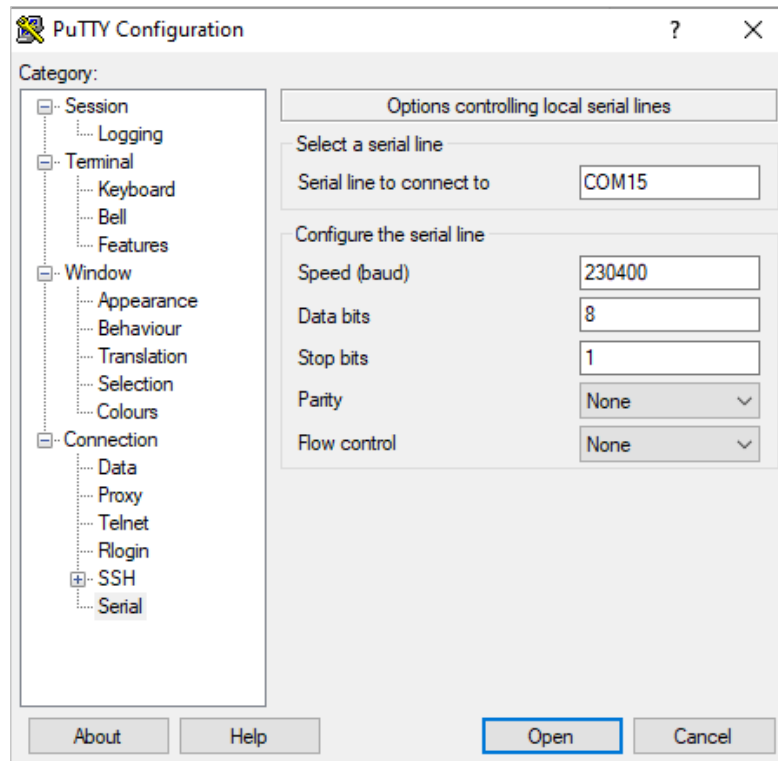 PuTTY Configuration ? ×
Category:
Session
Logging
Terminal
Keyboard
Bell
Features
Window
Appearance
Behaviour
Translation
Selection
Colours
Connection
Data
Proxy
Telnet
Rlogin
SSH
Serial
Options controlling local serial lines
Select a serial line
Serial line to connect to COM15
Configure the serial line
Speed (baud) 230400
Data bits 8
Stop bits 1
Parity None
Flow control None
About Help Open Cancel